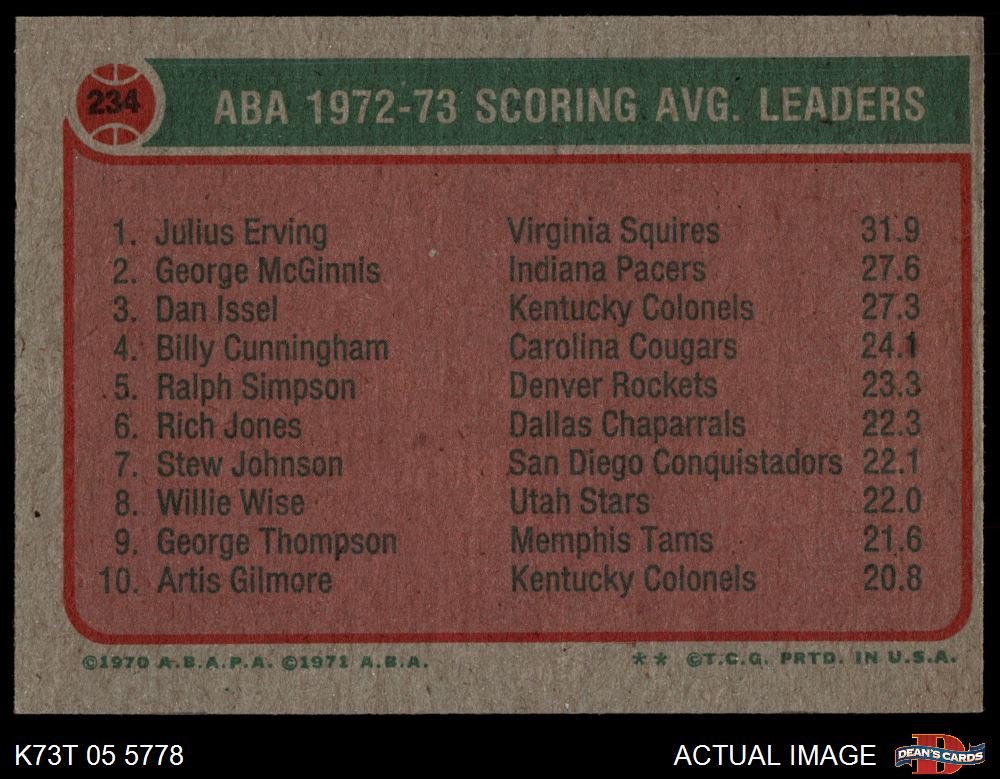 234
ABA 1972-73 SCORING AVG. LEADERS
1. Julius Erving Virginia Squires 31.9
2. George McGinnis Indiana Pacers 27.6
3. Dan Issel Kentucky Colonels 27.3
4. Billy Cunningham Carolina Cougars 24.1
5. Ralph Simpson Denver Rockets 23.3
6. Rich Jones Dallas Chaparrals 22.3
7. Stew Johnson San Diego Conquistadors 22.1
8. Willie Wise Utah Stars 22.0
9. George Thompson Memphis Tams 21.6
10. Artis Gilmore Kentucky Colonels 20.8
©1970 A.B.A.P.A. ©1971 A.B.A. ** ©T.C.G. PRTD. IN U.S.A.
K73T 05 5778 ACTUAL IMAGE DEAN'S CARDS